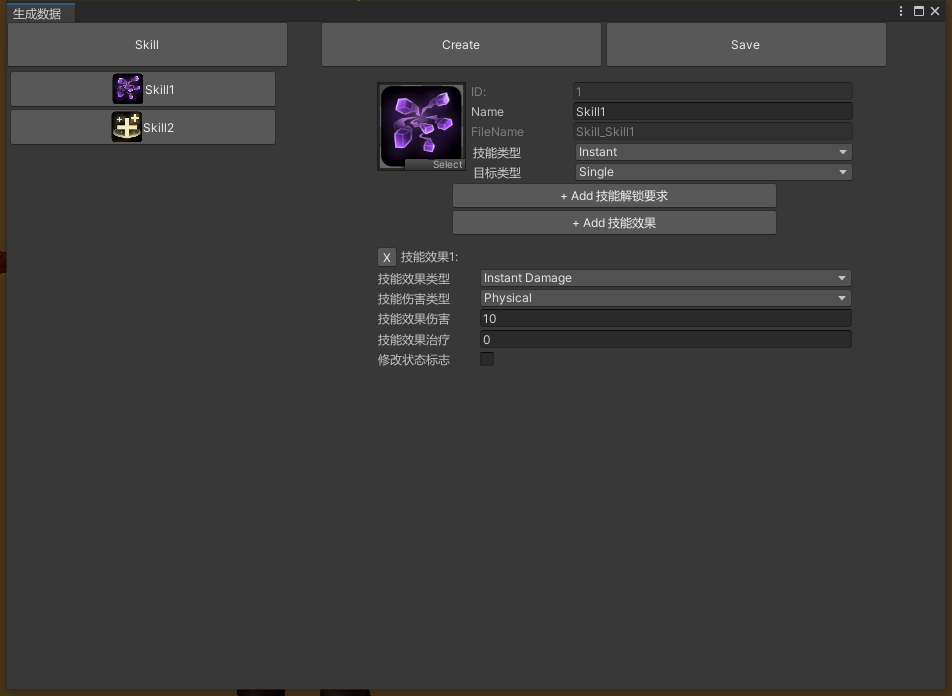 生成数据
Skill
Create
Save
Skill1
Skill2
Select
ID:
1
Name
Skill1
FileName
Skill_Skill1
技能类型
Instant
目标类型
Single
+ Add 技能解锁要求
+ Add 技能效果
X
技能效果1:
技能效果类型
Instant Damage
技能伤害类型
Physical
技能效果伤害
10
技能效果治疗
0
修改状态标志